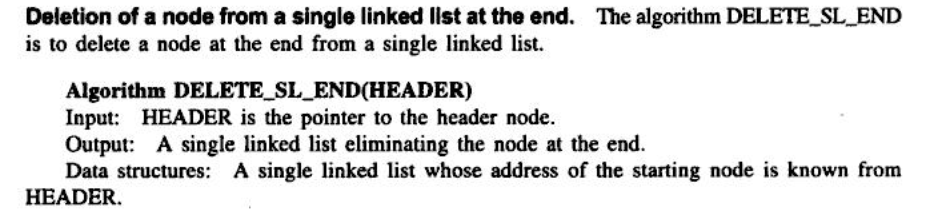 Deletion of a node from a single linked list at the end. The algorithm DELETE_SL_END
is to delete a node at the end from a single linked list.
Algorithm DELETE_SL_END(HEADER)
Input: HEADER is the pointer to the header node.
Output: A single linked list eliminating the node at the end.
Data structures: A single linked list whose address of the starting node is known from
HEADER.